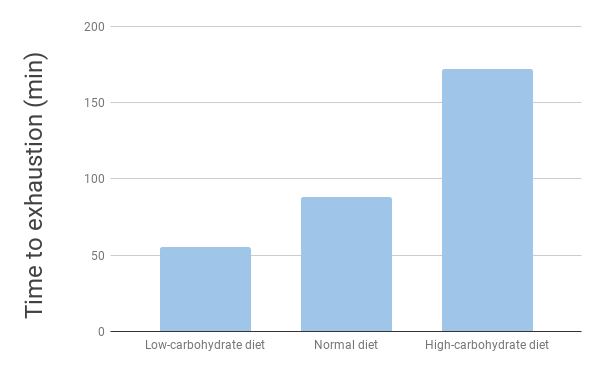 Time to exhaustion (min)
200
150
100
50
0
Low-carbohydrate diet
Normal diet
High-carbohydrate diet